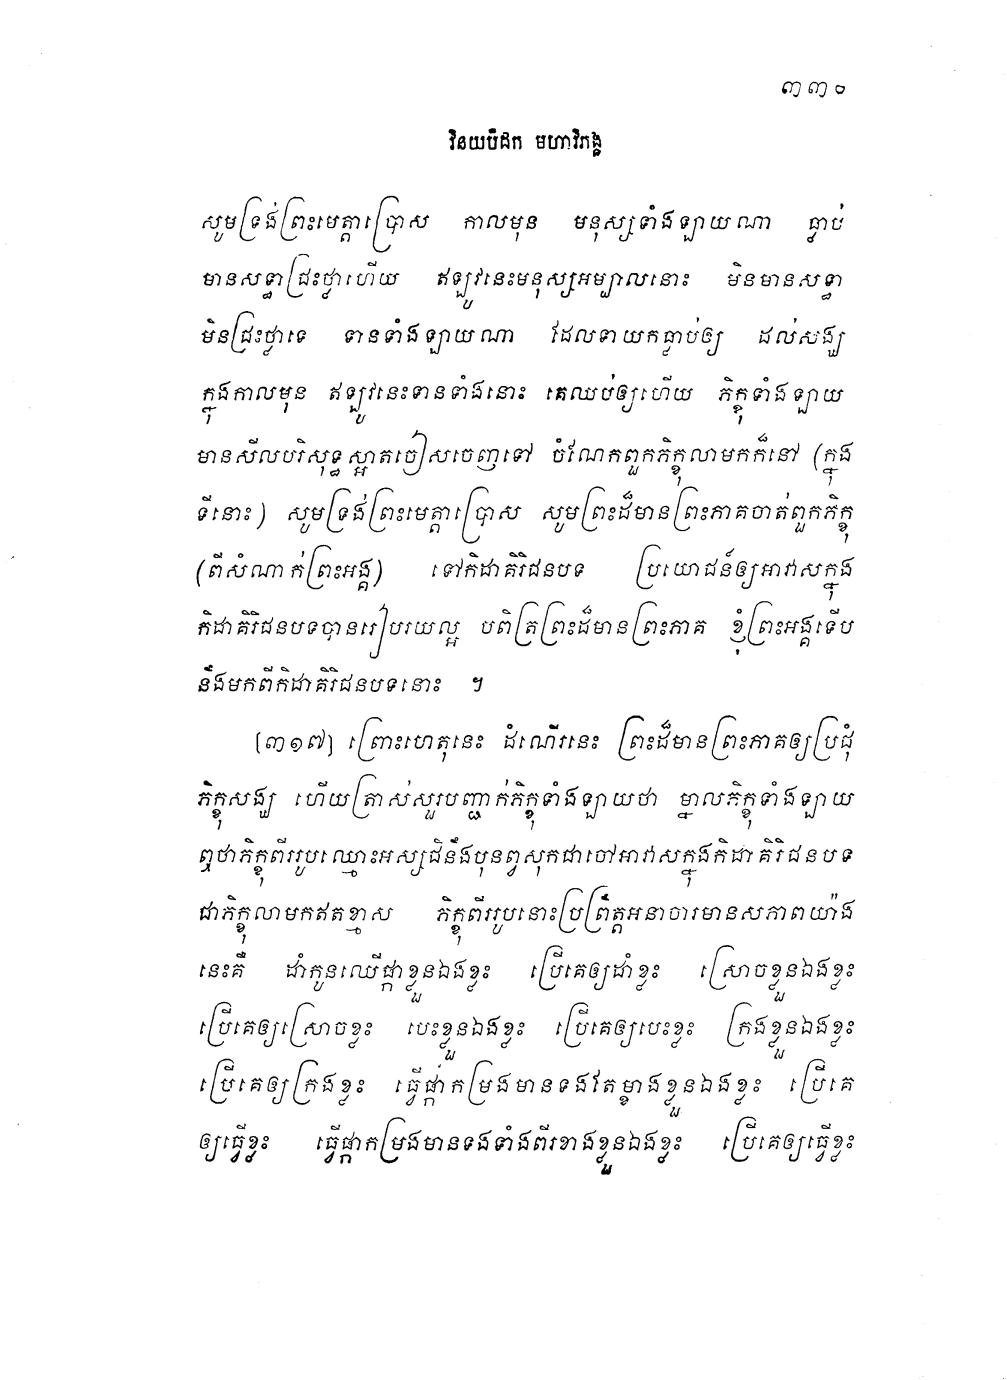 ៣៣០
វិនយបិដក មហាវិភង្គ
សូមទ្រង់ព្រះមេត្តាប្រោស កាលមុន មនុស្សទាំងឡាយណា ធ្លាប់
មានសទ្ធាជ្រះថ្លាហើយ ឥឡូវនេះមនុស្សអម្បាលនោះ មិនមានសទ្ធា
មិនជ្រះថ្លាទេ ទានទាំងឡាយណា ដែលទាយកធ្លាប់ឲ្យ ដល់សង្ឃ
ក្នុងកាលមុន ឥឡូវនេះទានទាំងនោះ គេឈប់ឲ្យហើយ ភិក្ខុទាំងឡាយ
មានសីលបរិសុទ្ធស្អាតចៀសចេញទៅ ចំណែកពួកភិក្ខុលាមកក៏នៅ (ក្នុង
ទីនោះ) សូមទ្រង់ព្រះមេត្តាប្រោស សូមព្រះដ៏មានព្រះភាគចាត់ពួកភិក្ខុ
(ពីសំណាក់ព្រះអង្គ) ទៅកិដាគិរិជនបទ ប្រយោជន៍ឲ្យអាវាសក្នុង
កិដាគិរិជនបទបានរៀបរយល្អ បពិត្រព្រះដ៏មានព្រះភាគ ខ្ញុំព្រះអង្គទើប
នឹងមកពីកិដាគិរិជនបទនោះ ។
[៣១៧] ព្រោះហេតុនេះ ដំណើរនេះ ព្រះដ៏មានព្រះភាគឲ្យប្រជុំ
ភិក្ខុសង្ឃ ហើយត្រាស់សួរបញ្ជាក់ភិក្ខុទាំងឡាយថា ម្នាលភិក្ខុទាំងឡាយ
ឮថាភិក្ខុពីររូបឈ្មោះអស្សជិនឹងបុនព្វសុកជាចៅអាវាសក្នុងកិដាគិរិជនបទ
ជាភិក្ខុលាមកឥតខ្មាស ភិក្ខុពីររូបនោះប្រព្រឹត្តអនាចារមានសភាពយ៉ាង
នេះគឺ ដាំកូនឈើផ្កាខ្លួនឯងខ្លះ ប្រើគេឲ្យដាំខ្លះ ស្រោចខ្លួនឯងខ្លះ
ប្រើគេឲ្យស្រោចខ្លះ បេះខ្លួនឯងខ្លះ ប្រើគេឲ្យបេះខ្លះ ក្រងខ្លួនឯងខ្លះ
ប្រើគេឲ្យក្រងខ្លះ ធ្វើផ្កាកម្រងមានទងតែម្ខាងខ្លួនឯងខ្លះ ប្រើគេ
ឲ្យធ្វើខ្លះ ធ្វើផ្កាកម្រងមានទងទាំងពីរខាងខ្លួនឯងខ្លះ ប្រើគេឲ្យធ្វើខ្លះ